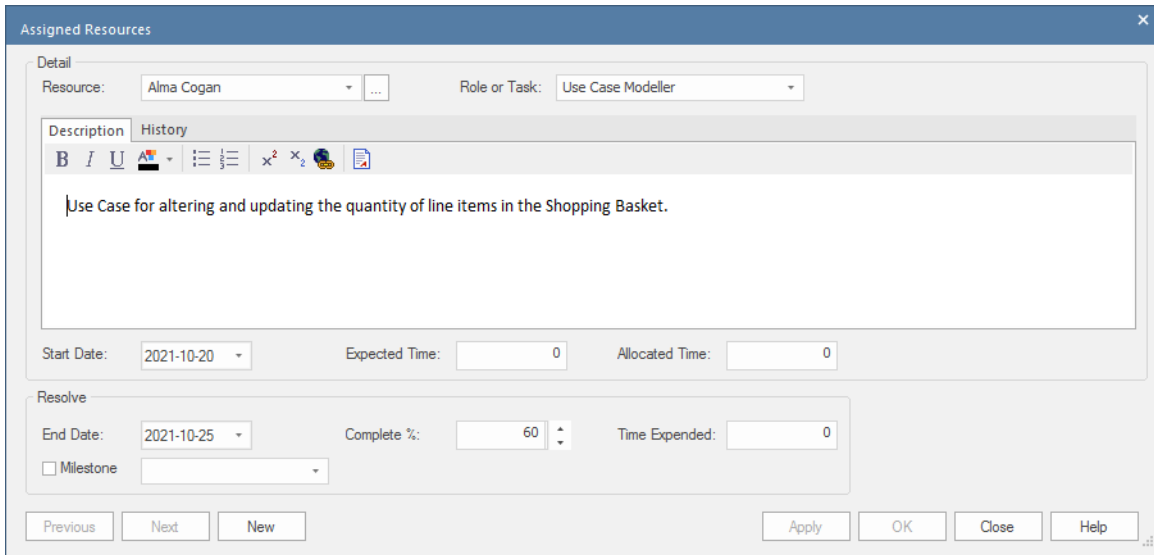 Assigned Resources
Detail
Resource: Alma Cogan ... Role or Task: Use Case Modeller
Description History
B I U A x² x₂
Use Case for altering and updating the quantity of line items in the Shopping Basket.
Start Date: 2021-10-20 Expected Time: 0 Allocated Time: 0
Resolve
End Date: 2021-10-25 Complete %: 60 Time Expended: 0
Milestone
Previous Next New Apply OK Close Help